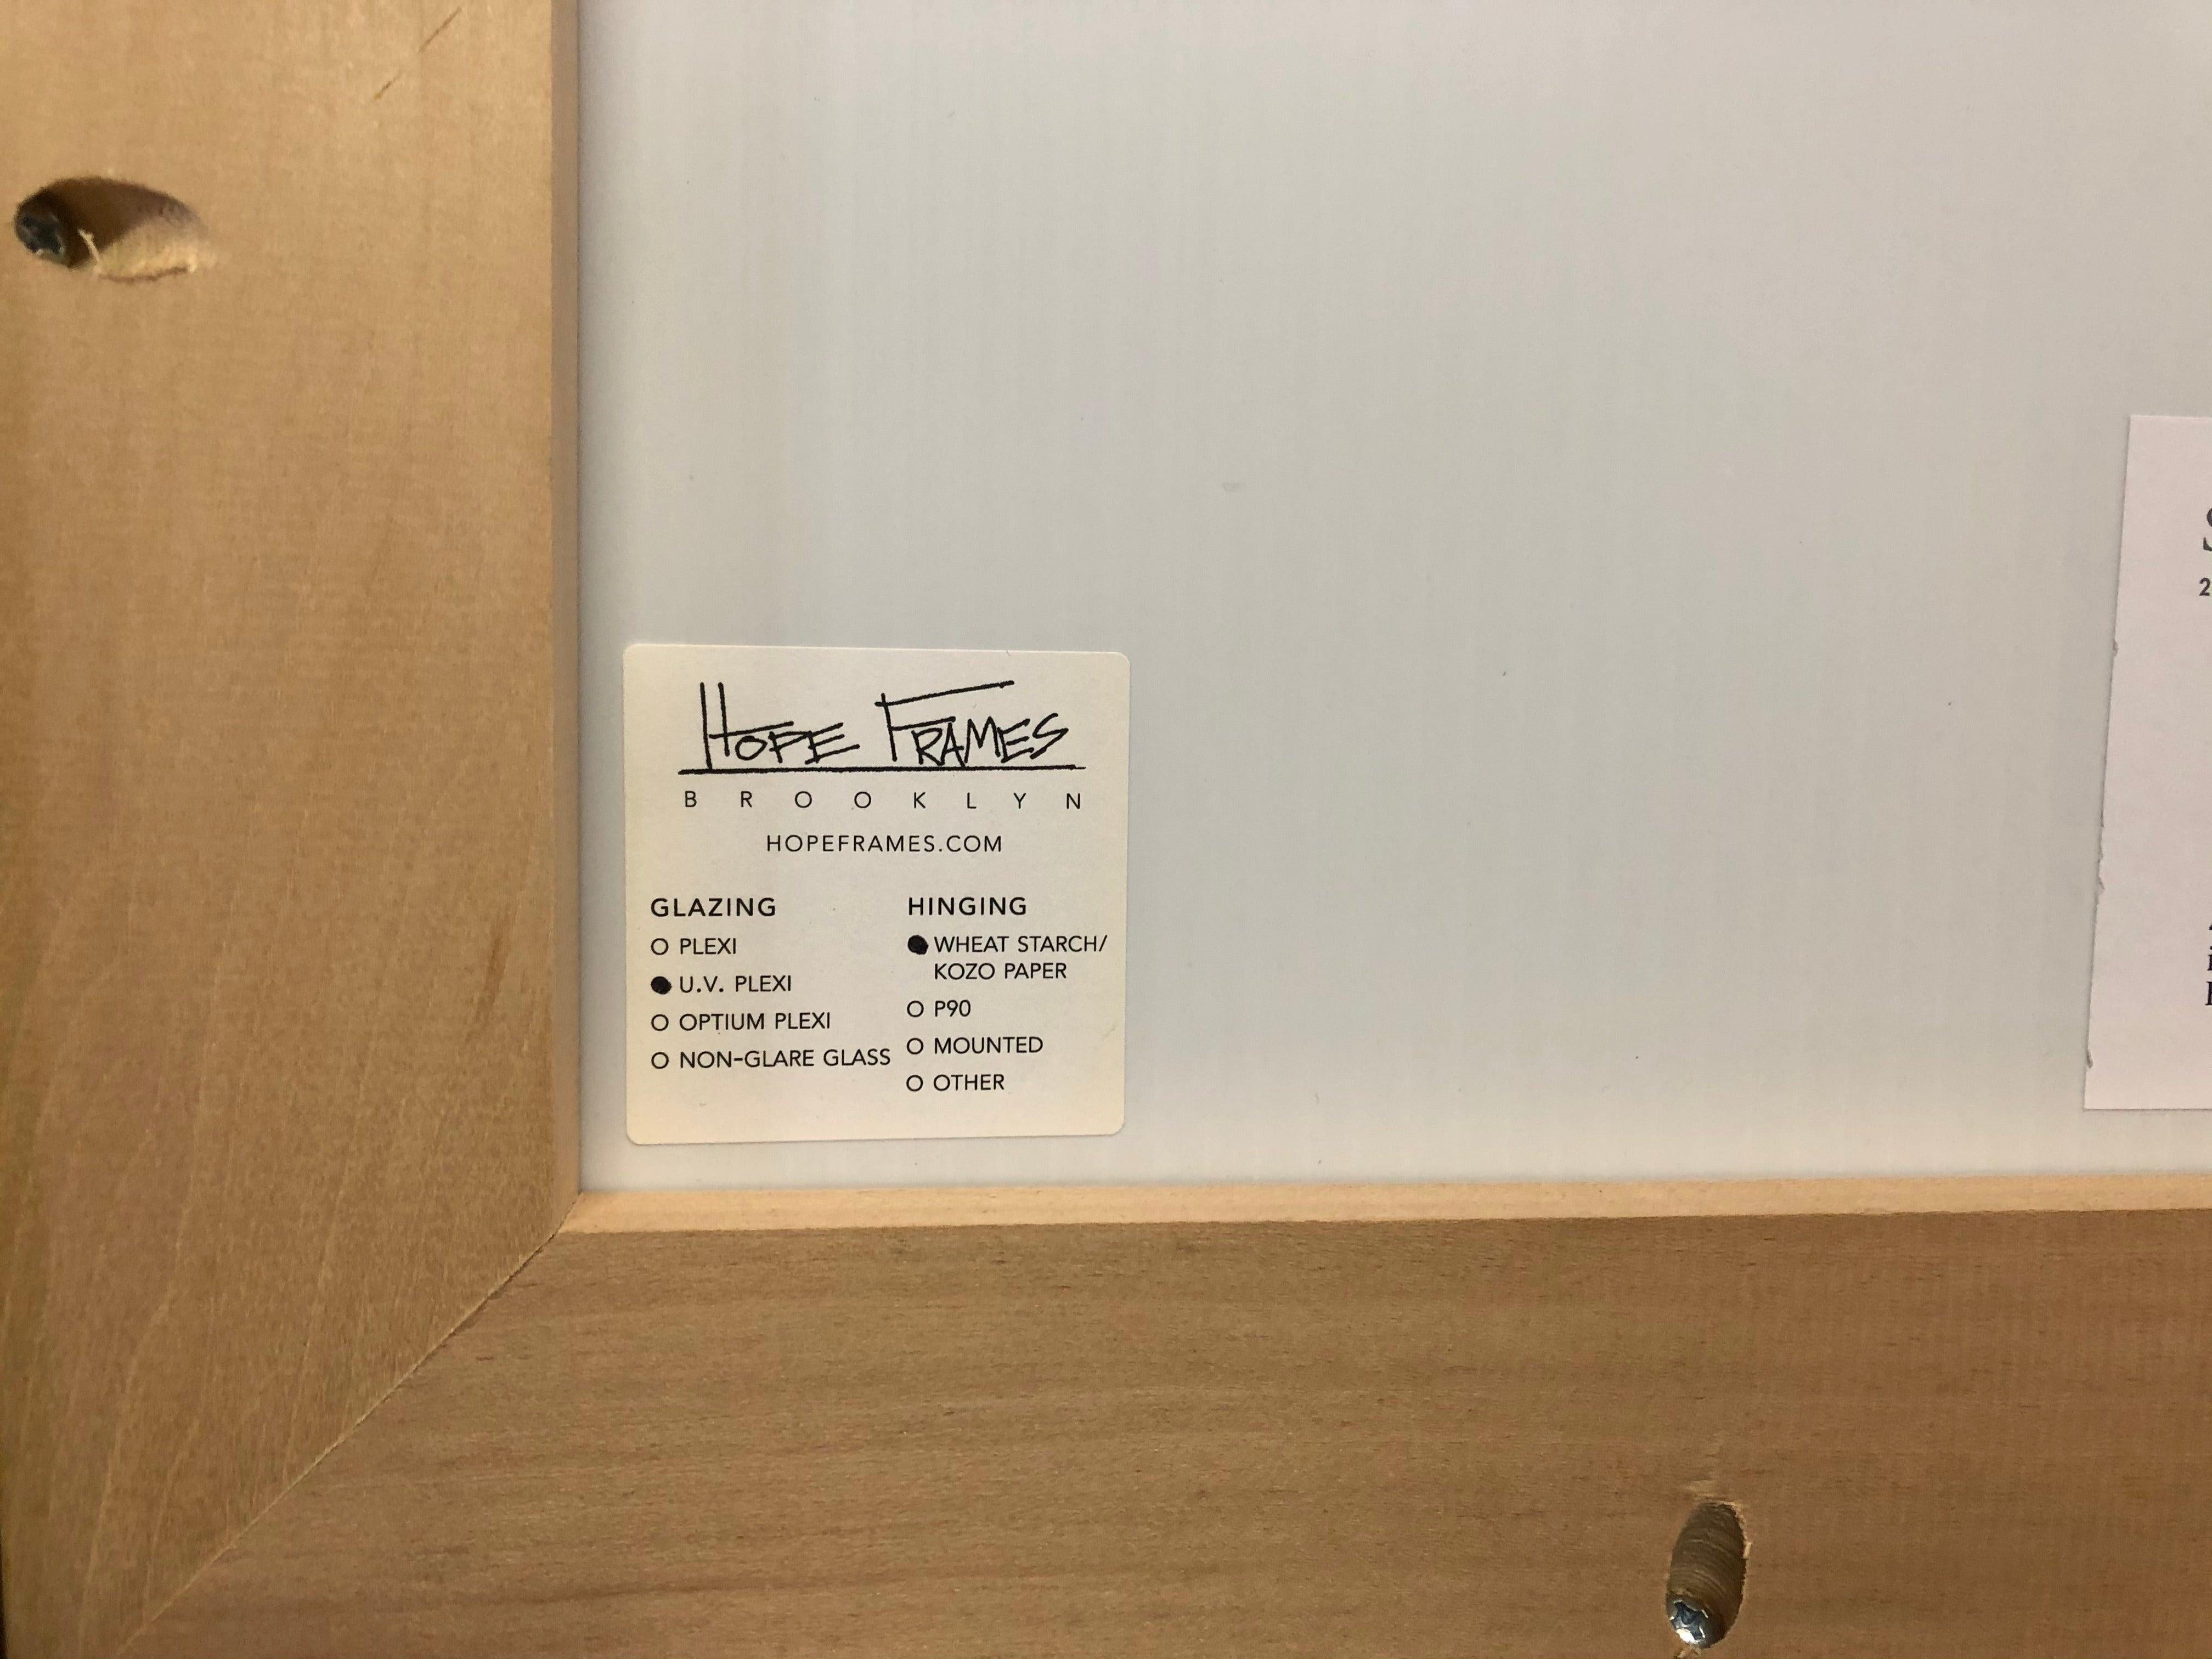 HOPE FRAMES
BROOKLYN
HOPEFRAMES.COM
GLAZING
PLEXI
U.V. PLEXI
OPTIUM PLEXI
NON-GLARE GLASS
HINGING
WHEAT STARCH/
KOZO PAPER
P90
MOUNTED
OTHER